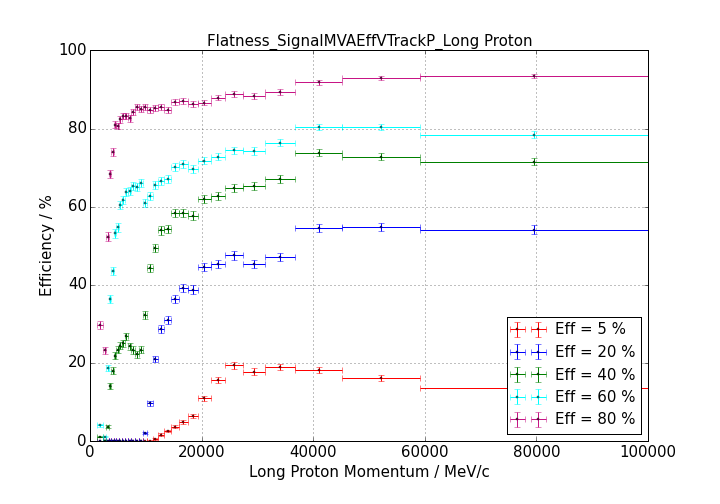 Flatness_SignalMVAEffVTrackP_Long Proton
100
80
60
40
20
0
Efficiency / %
Eff = 5 %
Eff = 20 %
Eff = 40 %
Eff = 60 %
Eff = 80 %
0 20000 40000 60000 80000 100000
Long Proton Momentum / MeV/c